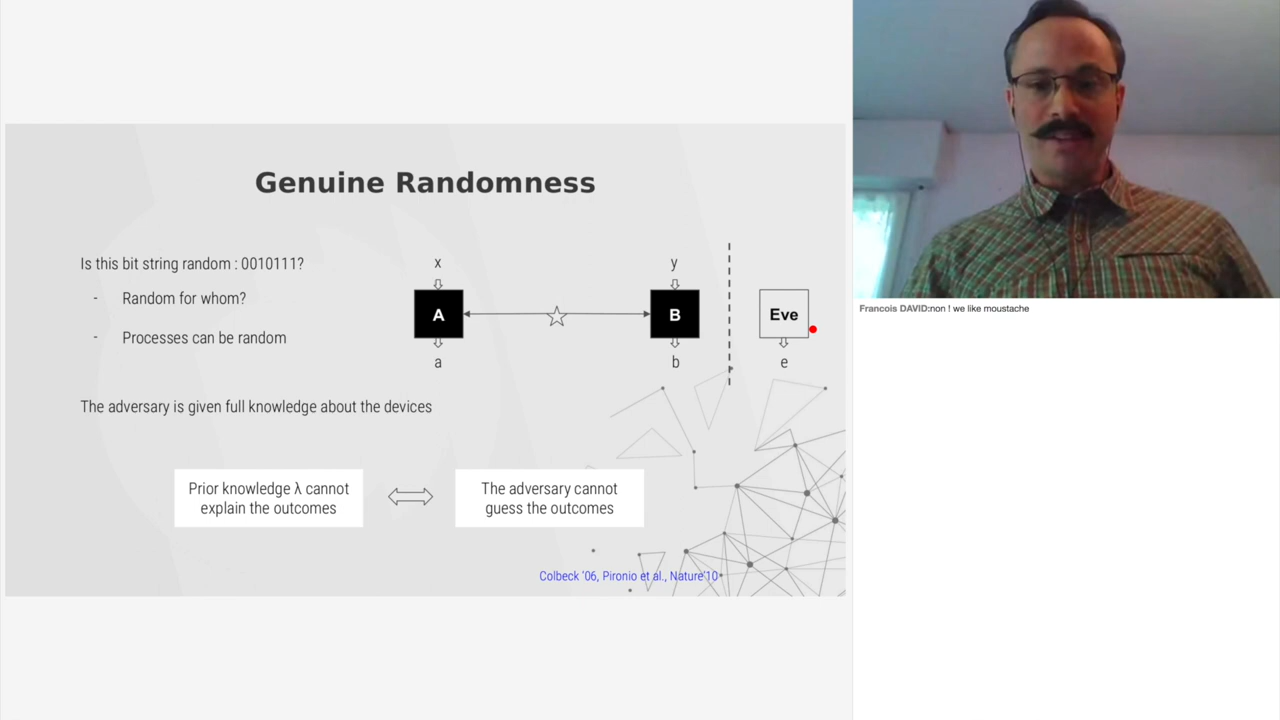 Genuine Randomness
Is this bit string random : 0010111?
- Random for whom?
- Processes can be random
x
y
A
B
Eve
a
b
e
The adversary is given full knowledge about the devices
Prior knowledge λ cannot
explain the outcomes
The adversary cannot
guess the outcomes
Colbeck '06, Pironio et al., Nature'10
Francois DAVID:non ! we like moustache